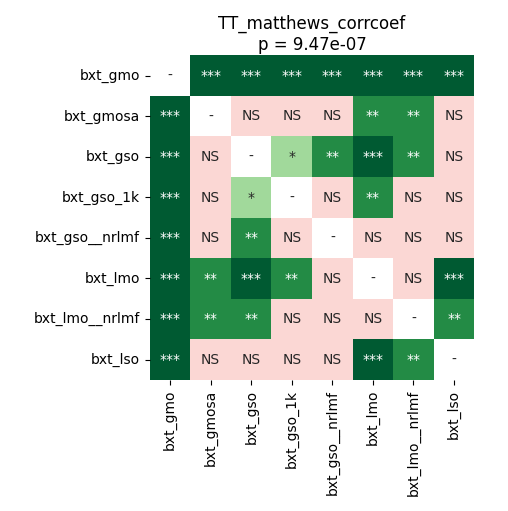 TT_matthews_corrcoef
p = 9.47e-07
bxt_gmo - *** *** *** *** *** *** ***
bxt_gmosa *** - NS NS NS ** ** NS
bxt_gso *** NS - * ** *** ** NS
bxt_gso_1k *** NS * - NS ** NS NS
bxt_gso__nrlmf *** NS ** NS - NS NS NS
bxt_lmo *** ** *** ** NS - NS ***
bxt_lmo__nrlmf *** ** ** NS NS NS - **
bxt_lso *** NS NS NS NS *** ** -
bxt_gmo
bxt_gmosa
bxt_gso
bxt_gso_1k
bxt_gso__nrlmf
bxt_lmo
bxt_lmo__nrlmf
bxt_lso